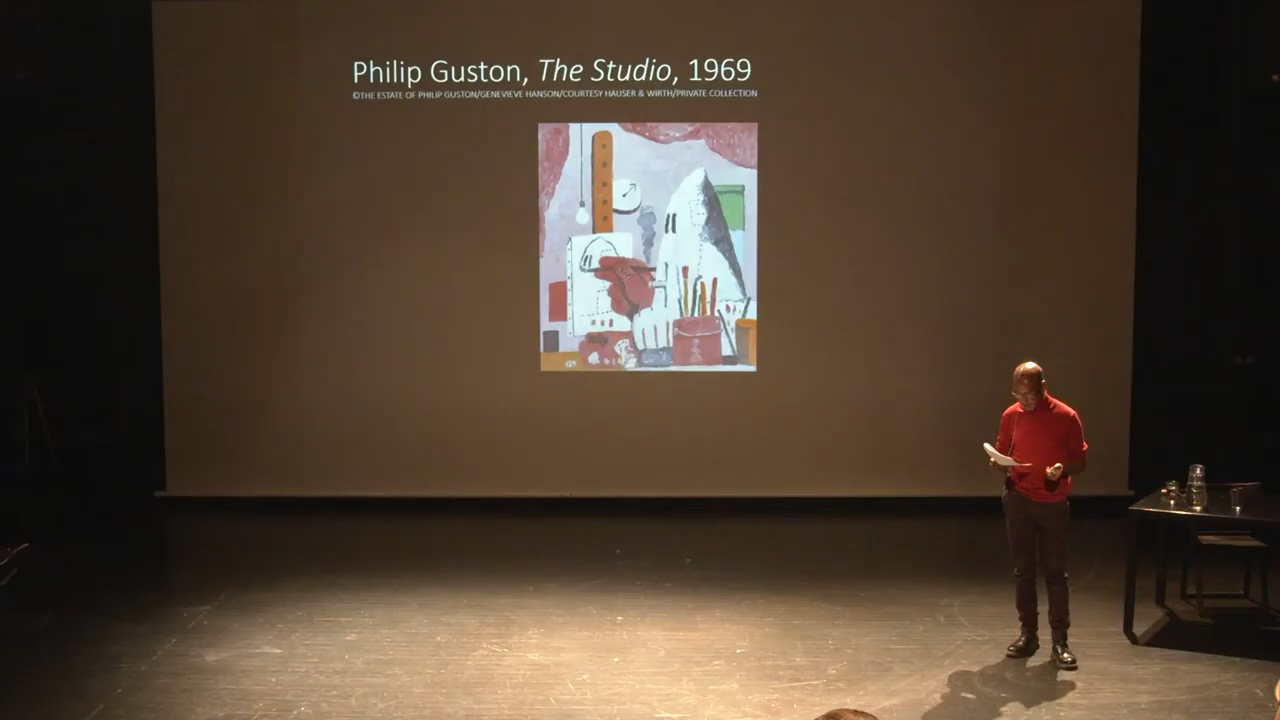 Philip Guston, The Studio, 1969
©THE ESTATE OF PHILIP GUSTON/GENEVIEVE HANSON/COURTESY HAUSER & WIRTH/PRIVATE COLLECTION